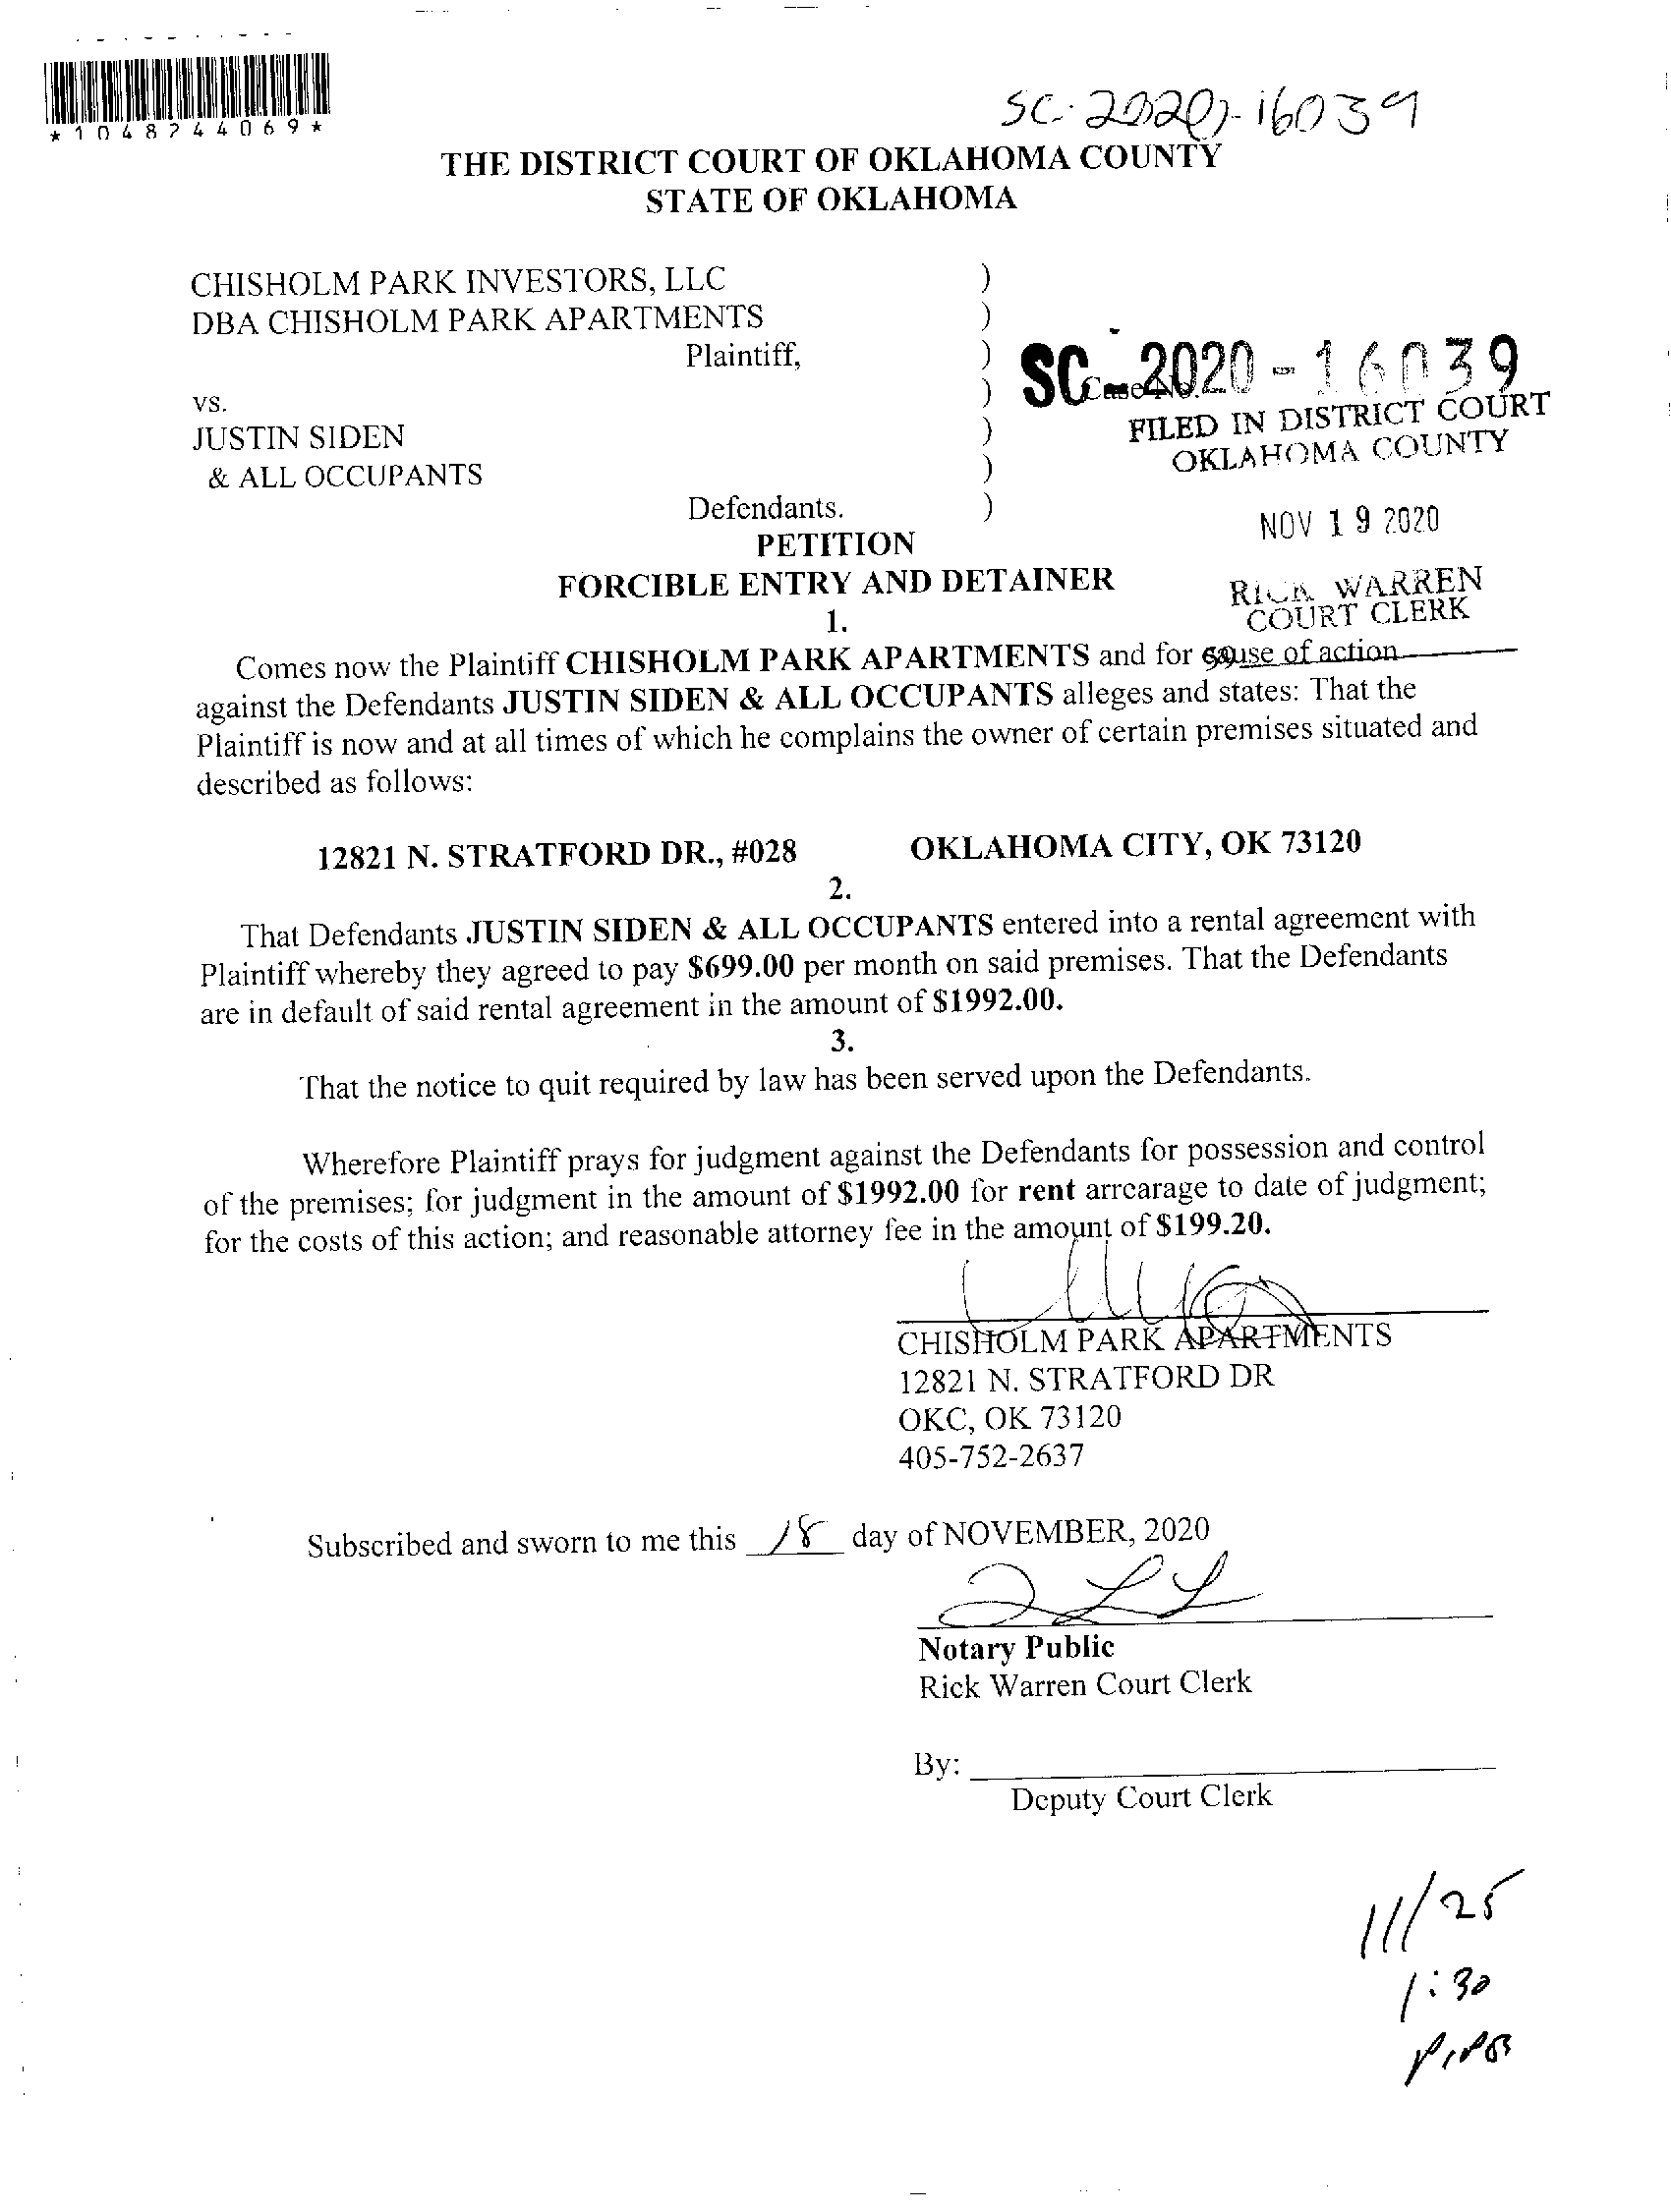 *1048244069*
SC-2020-16039
THE DISTRICT COURT OF OKLAHOMA COUNTY
STATE OF OKLAHOMA
CHISHOLM PARK INVESTORS, LLC )
DBA CHISHOLM PARK APARTMENTS )
Plaintiff, )
SC-2020-16039
Case No.
vs. )
FILED IN DISTRICT COURT
OKLAHOMA COUNTY
JUSTIN SIDEN )
& ALL OCCUPANTS )
Defendants. )
NOV 19 2020
PETITION
FORCIBLE ENTRY AND DETAINER
RICK WARREN
COURT CLERK
1.
Comes now the Plaintiff CHISHOLM PARK APARTMENTS and for cause of action
against the Defendants JUSTIN SIDEN & ALL OCCUPANTS alleges and states: That the
Plaintiff is now and at all times of which he complains the owner of certain premises situated and
described as follows:
12821 N. STRATFORD DR., #028 OKLAHOMA CITY, OK 73120
2.
That Defendants JUSTIN SIDEN & ALL OCCUPANTS entered into a rental agreement with
Plaintiff whereby they agreed to pay $699.00 per month on said premises. That the Defendants
are in default of said rental agreement in the amount of $1992.00.
3.
That the notice to quit required by law has been served upon the Defendants.
Wherefore Plaintiff prays for judgment against the Defendants for possession and control
of the premises; for judgment in the amount of $1992.00 for rent arrearage to date of judgment;
for the costs of this action; and reasonable attorney fee in the amount of $199.20.
CHISHOLM PARK APARTMENTS
12821 N. STRATFORD DR
OKC, OK 73120
405-752-2637
Subscribed and sworn to me this 18 day of NOVEMBER, 2020
Notary Public
Rick Warren Court Clerk
By:
Deputy Court Clerk
11/25
1:30